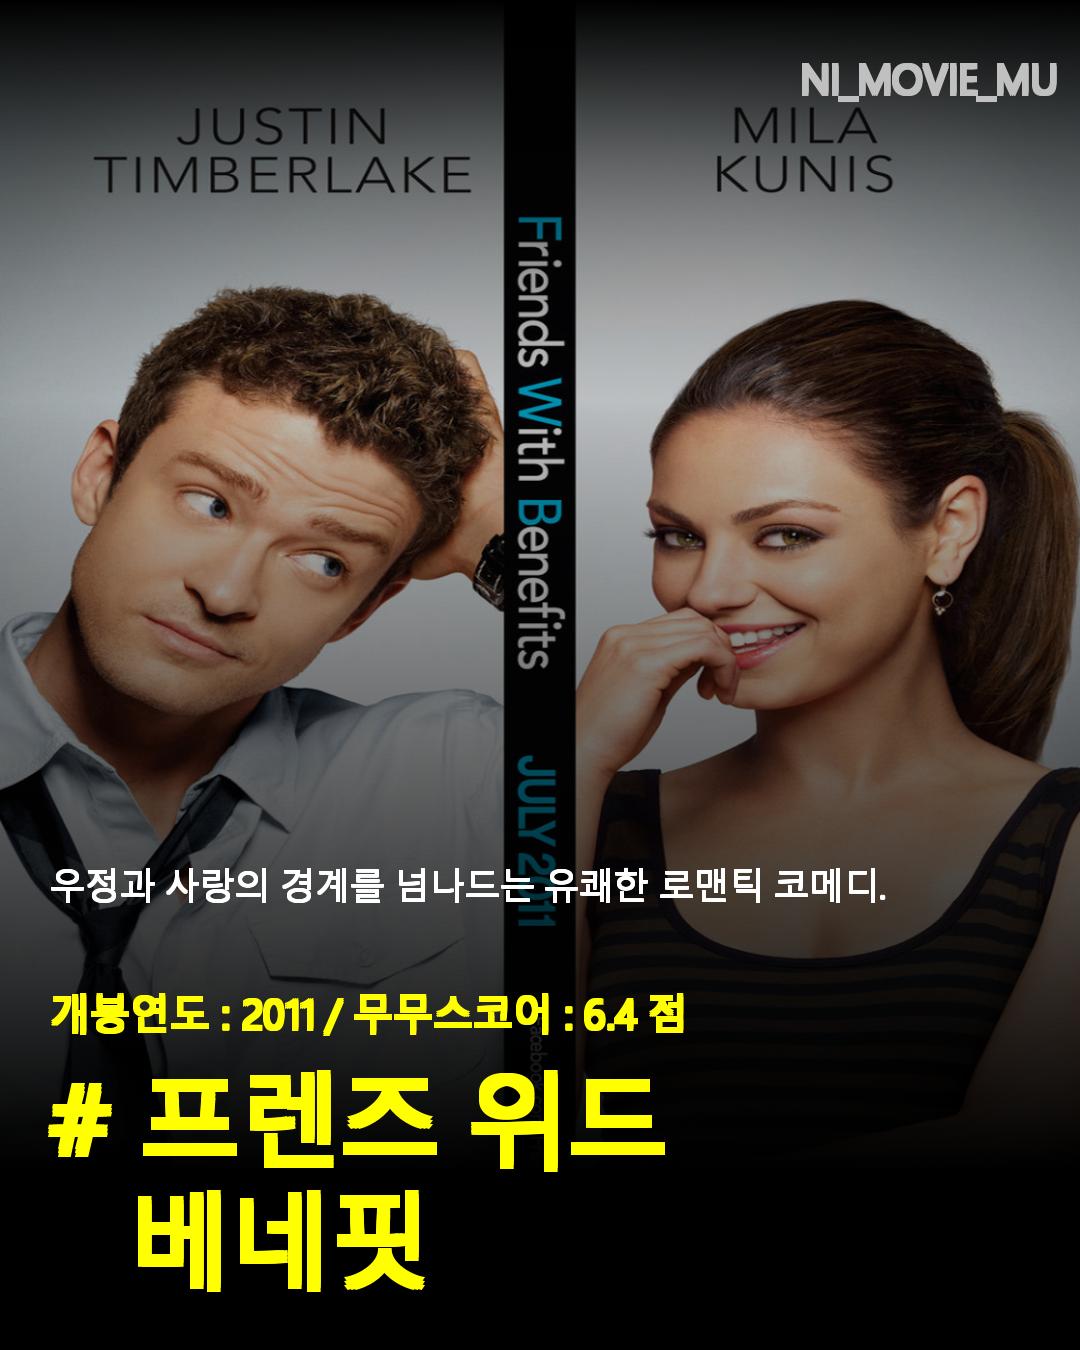 NI_MOVIE_MU
JUSTIN
TIMBERLAKE
MILA
KUNIS
Friends With Benefits
JULY 2011
우정과 사랑의 경계를 넘나드는 유쾌한 로맨틱 코메디.
개봉연도 : 2011 / 무무스코어 : 6.4 점
# 프렌즈 위드
베네핏